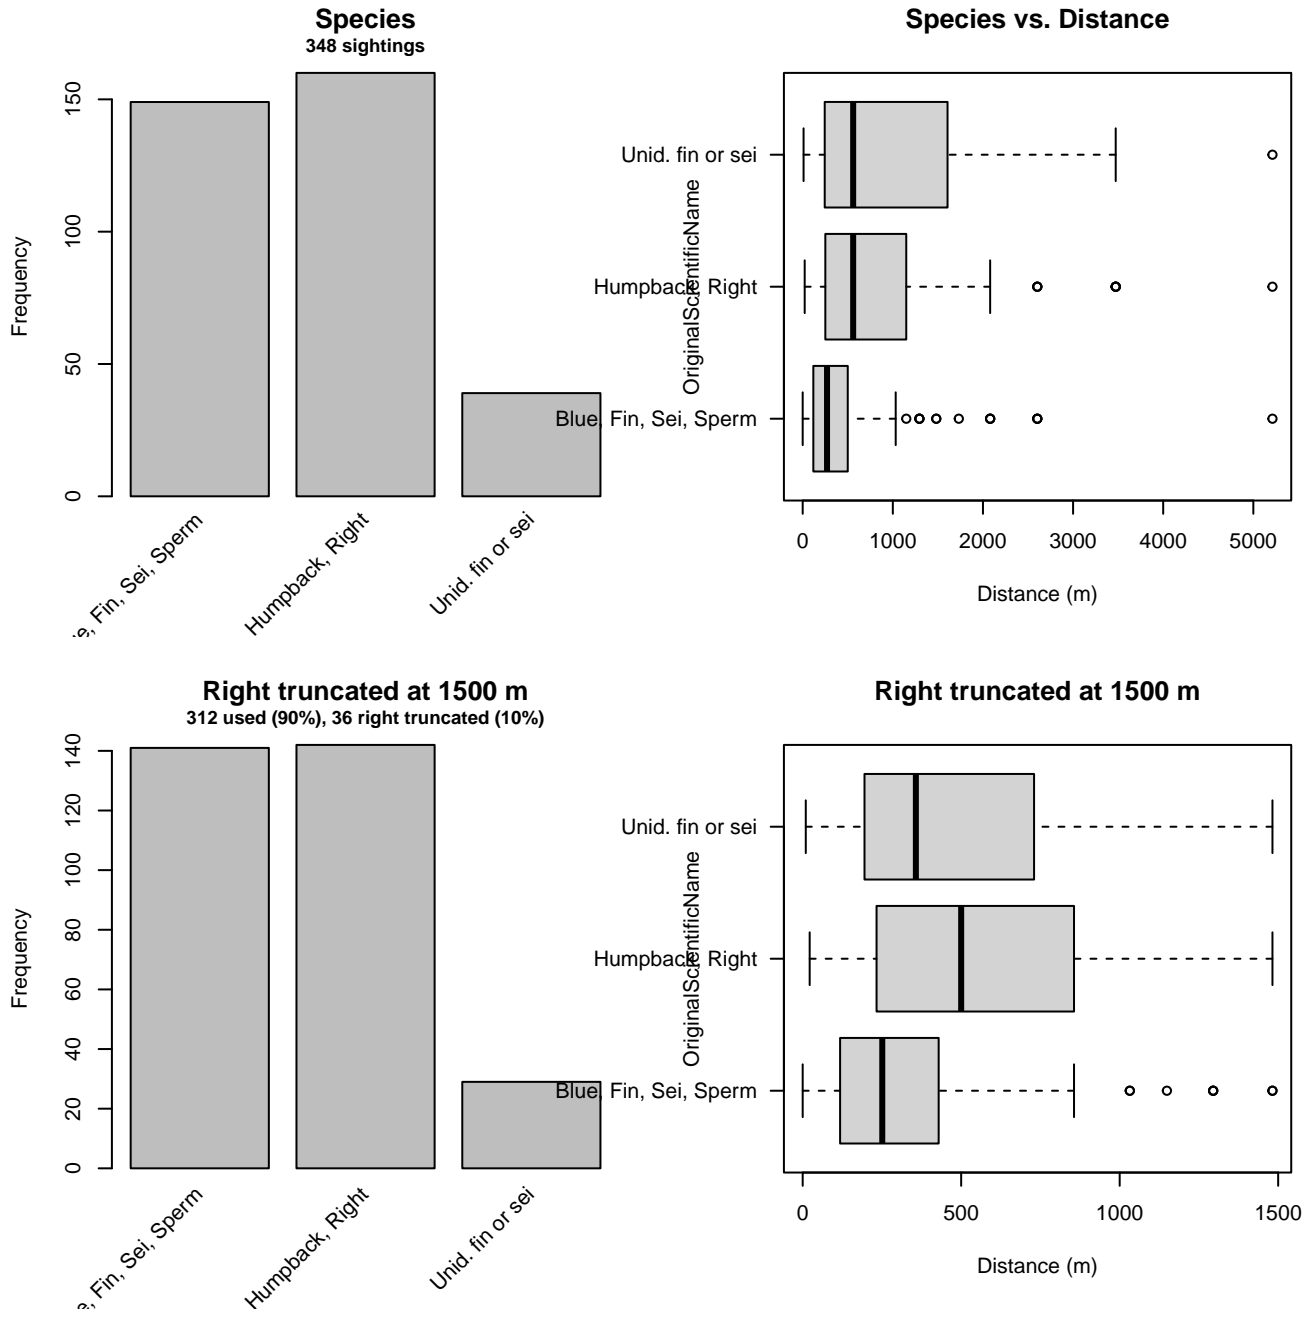 Species
348 sightings
Frequency
0
50
100
150
e, Fin, Sei, Sperm
Humpback, Right
Unid. fin or sei
Species vs. Distance
OriginalScientificName
Unid. fin or sei
Humpback, Right
Blue, Fin, Sei, Sperm
0 1000 2000 3000 4000 5000
Distance (m)
Right truncated at 1500 m
312 used (90%), 36 right truncated (10%)
Frequency
0
20
40
60
80
100
120
140
e, Fin, Sei, Sperm
Humpback, Right
Unid. fin or sei
Right truncated at 1500 m
OriginalScientificName
Unid. fin or sei
Humpback, Right
Blue, Fin, Sei, Sperm
0 500 1000 1500
Distance (m)